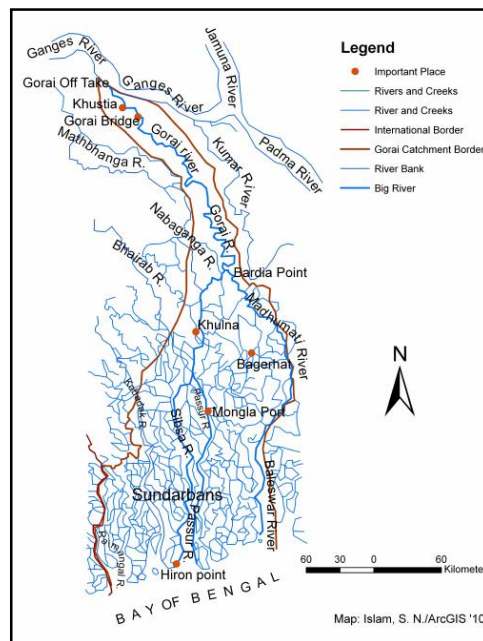 Ganges River
Jamuna River
Gorai Off Take
Ganges River
Khustia
Gorai Bridge
Gorai river
Padma River
Mathbhanga R.
Kumar River
Nabaganga R.
Gorai R.
Bhairab R.
Bardia Point
Madhumati River
Khulna
Bagerhat
Kobadak R.
Passur R.
Mongla Port
Sibsa R.
Sundarbans
Passur R.
Baleswar River
Raimangal R.
Hiron point
BAY OF BENGAL
Legend
Important Place
Rivers and Creeks
River and Creeks
International Border
Gorai Catchment Border
River Bank
Big River
N
60 30 0 60
Kilomete
Map: Islam, S. N./ArcGIS '10